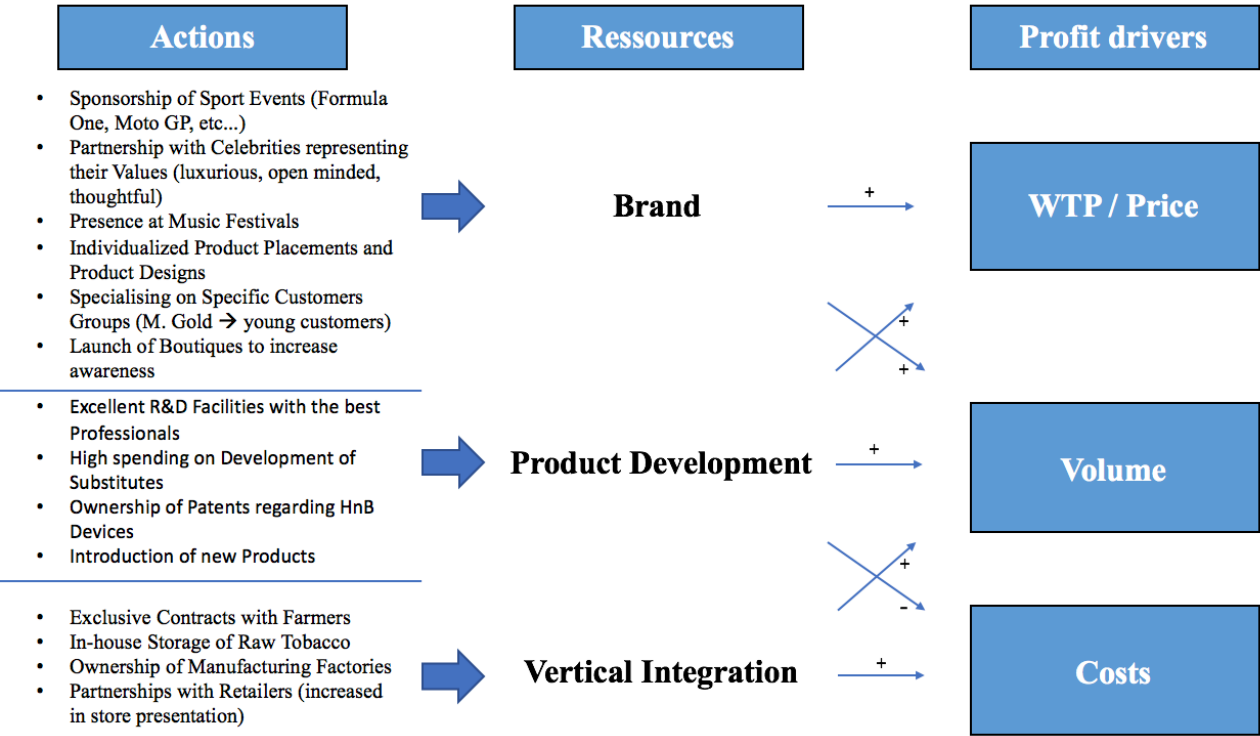 Actions
Ressources
Profit drivers
• Sponsorship of Sport Events (Formula
One, Moto GP, etc...)
• Partnership with Celebrities representing
their Values (luxurious, open minded,
thoughtful)
• Presence at Music Festivals
• Individualized Product Placements and
Product Designs
• Specialising on Specific Customers
Groups (M. Gold → young customers)
• Launch of Boutiques to increase
awareness
Brand
+
WTP / Price
+
+
• Excellent R&D Facilities with the best
Professionals
• High spending on Development of
Substitutes
• Ownership of Patents regarding HnB
Devices
• Introduction of new Products
Product Development
+
Volume
+
-
• Exclusive Contracts with Farmers
• In-house Storage of Raw Tobacco
• Ownership of Manufacturing Factories
• Partnerships with Retailers (increased
in store presentation)
Vertical Integration
+
Costs